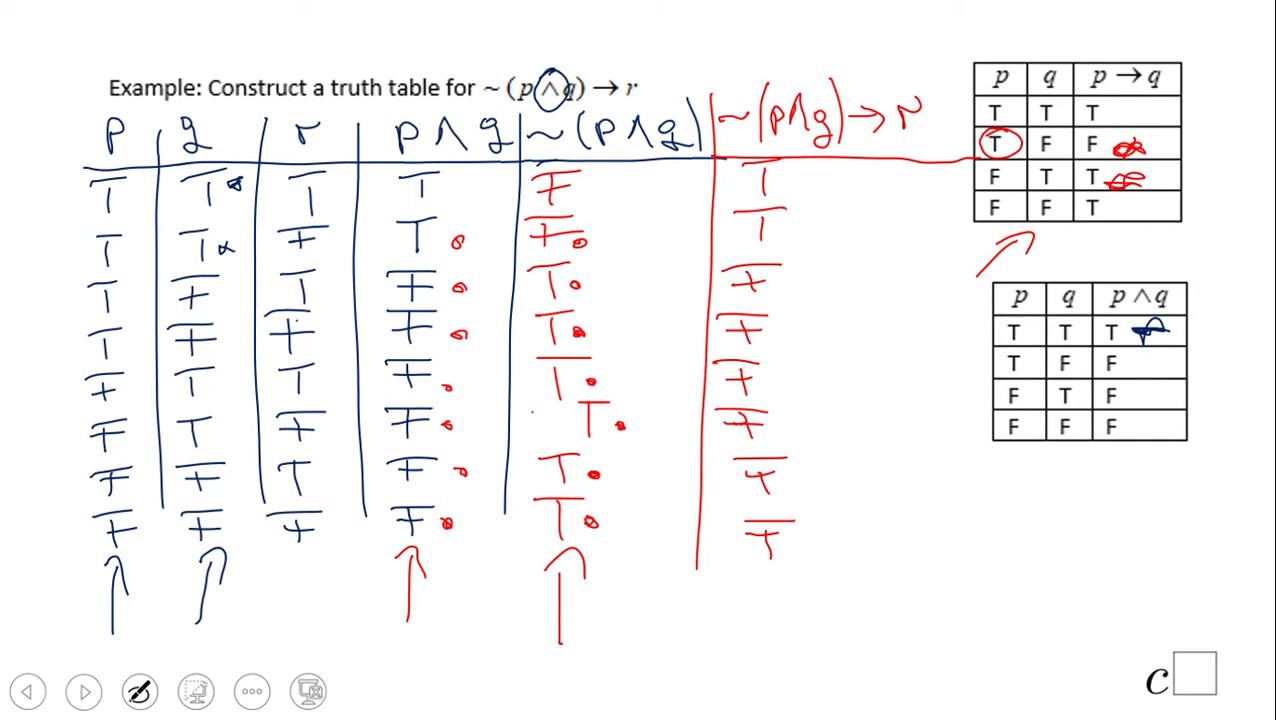 Example: Construct a truth table for ~ (p ∧ q) → r
p q r p ∧ q ~(p ∧ q) ~(p ∧ q) → r
T T T T F T
T T F T F T
T F T F T F
T F F F T F
F T T F T F
F T F F T F
F F T F T F
F F F F T F
p q p → q
T T T
T F F
F T T
F F T
p q p ∧ q
T T T
T F F
F T F
F F F
c